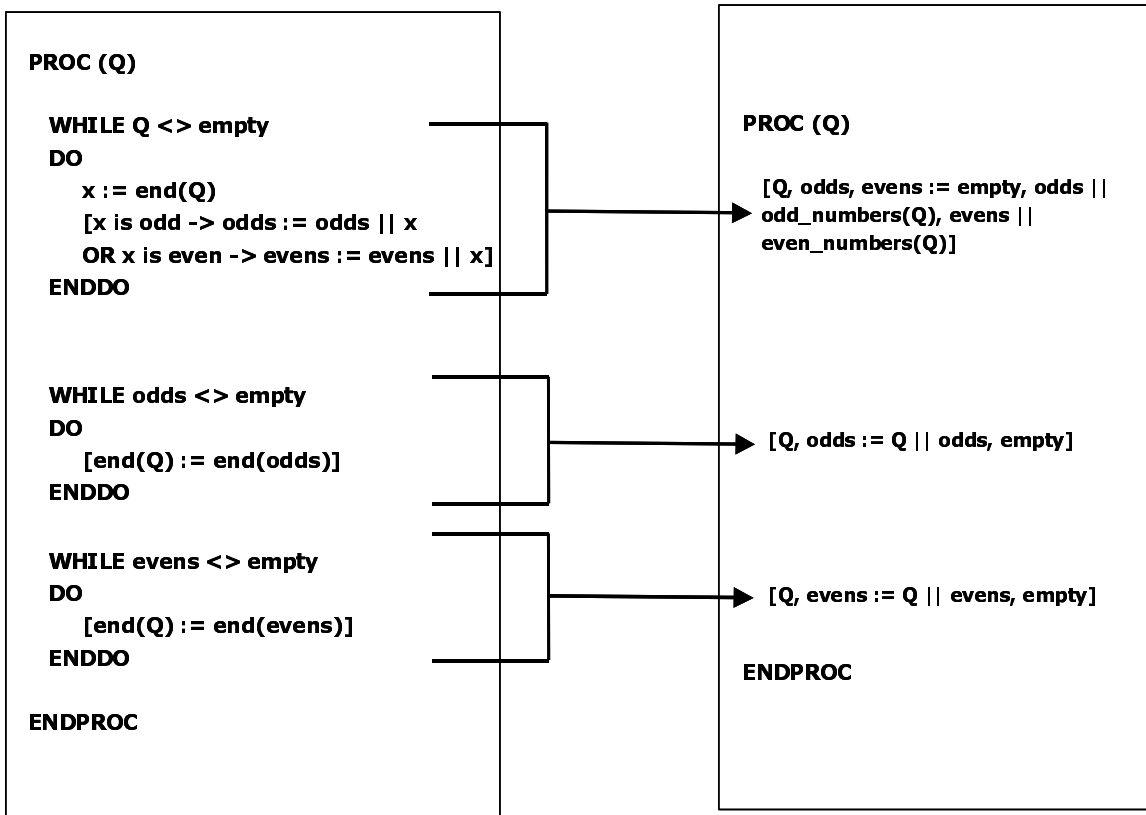 PROC (Q)
WHILE Q <> empty
DO
x := end(Q)
[x is odd -> odds := odds || x
OR x is even -> evens := evens || x]
ENDDO
WHILE odds <> empty
DO
[end(Q) := end(odds)]
ENDDO
WHILE evens <> empty
DO
[end(Q) := end(evens)]
ENDDO
ENDPROC
PROC (Q)
[Q, odds, evens := empty, odds ||
odd_numbers(Q), evens ||
even_numbers(Q)]
[Q, odds := Q || odds, empty]
[Q, evens := Q || evens, empty]
ENDPROC